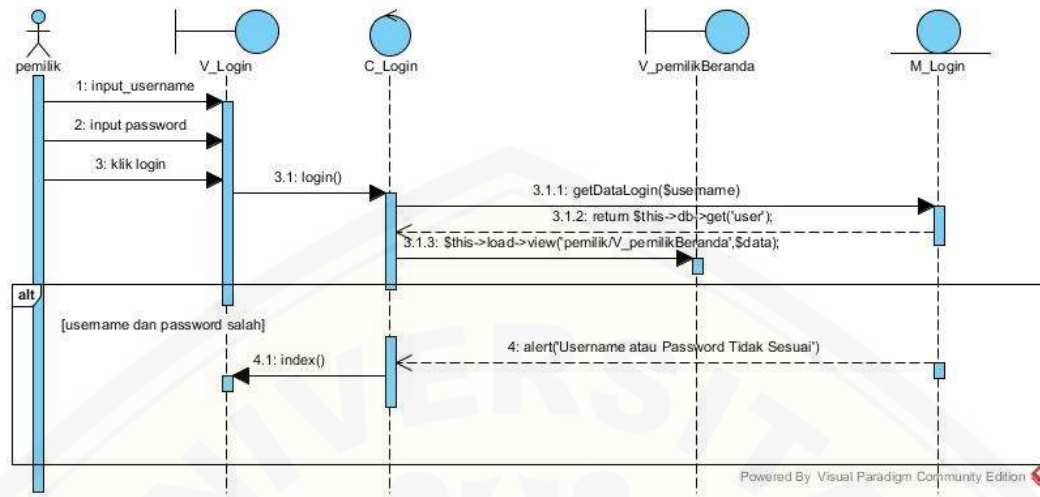 pemilik
V_Login
C_Login
V_pemilikBeranda
M_Login
1: input_username
2: input password
3: klik login
3.1: login()
3.1.1: getDataLogin($username)
3.1.2: return $this->db->get('user');
3.1.3: $this->load->view('pemilik/V_pemilikBeranda',$data);
alt
[username dan password salah]
4: alert('Username atau Password Tidak Sesuai')
4.1: index()
Powered By Visual Paradigm Community Edition
UNIVERSIT